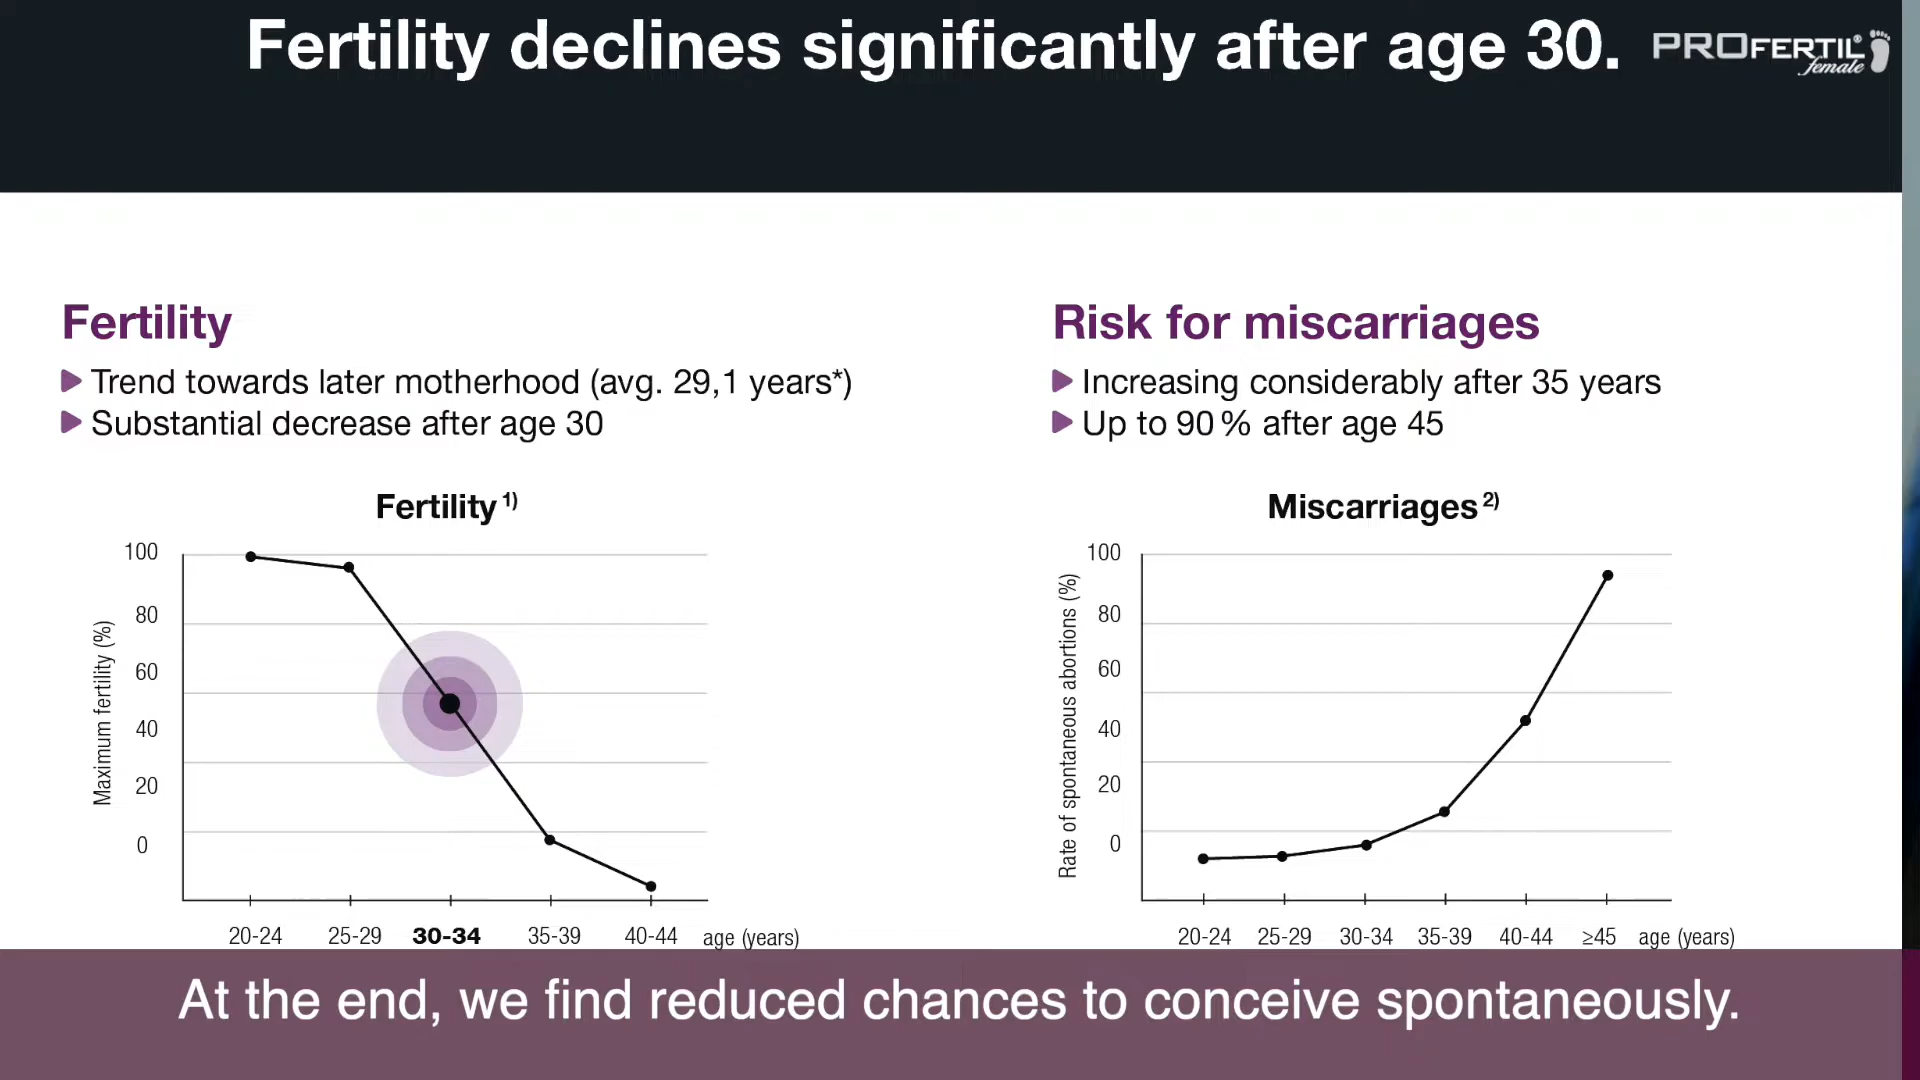 Fertility declines significantly after age 30.
PROFERTIL®
female
Fertility
Trend towards later motherhood (avg. 29,1 years*)
Substantial decrease after age 30
Fertility 1)
Maximum fertility (%)
100
80
60
40
20
0
20-24 25-29 30-34 35-39 40-44 age (years)
Risk for miscarriages
Increasing considerably after 35 years
Up to 90 % after age 45
Miscarriages 2)
Rate of spontaneous abortions (%)
100
80
60
40
20
0
20-24 25-29 30-34 35-39 40-44 ≥45 age (years)
At the end, we find reduced chances to conceive spontaneously.